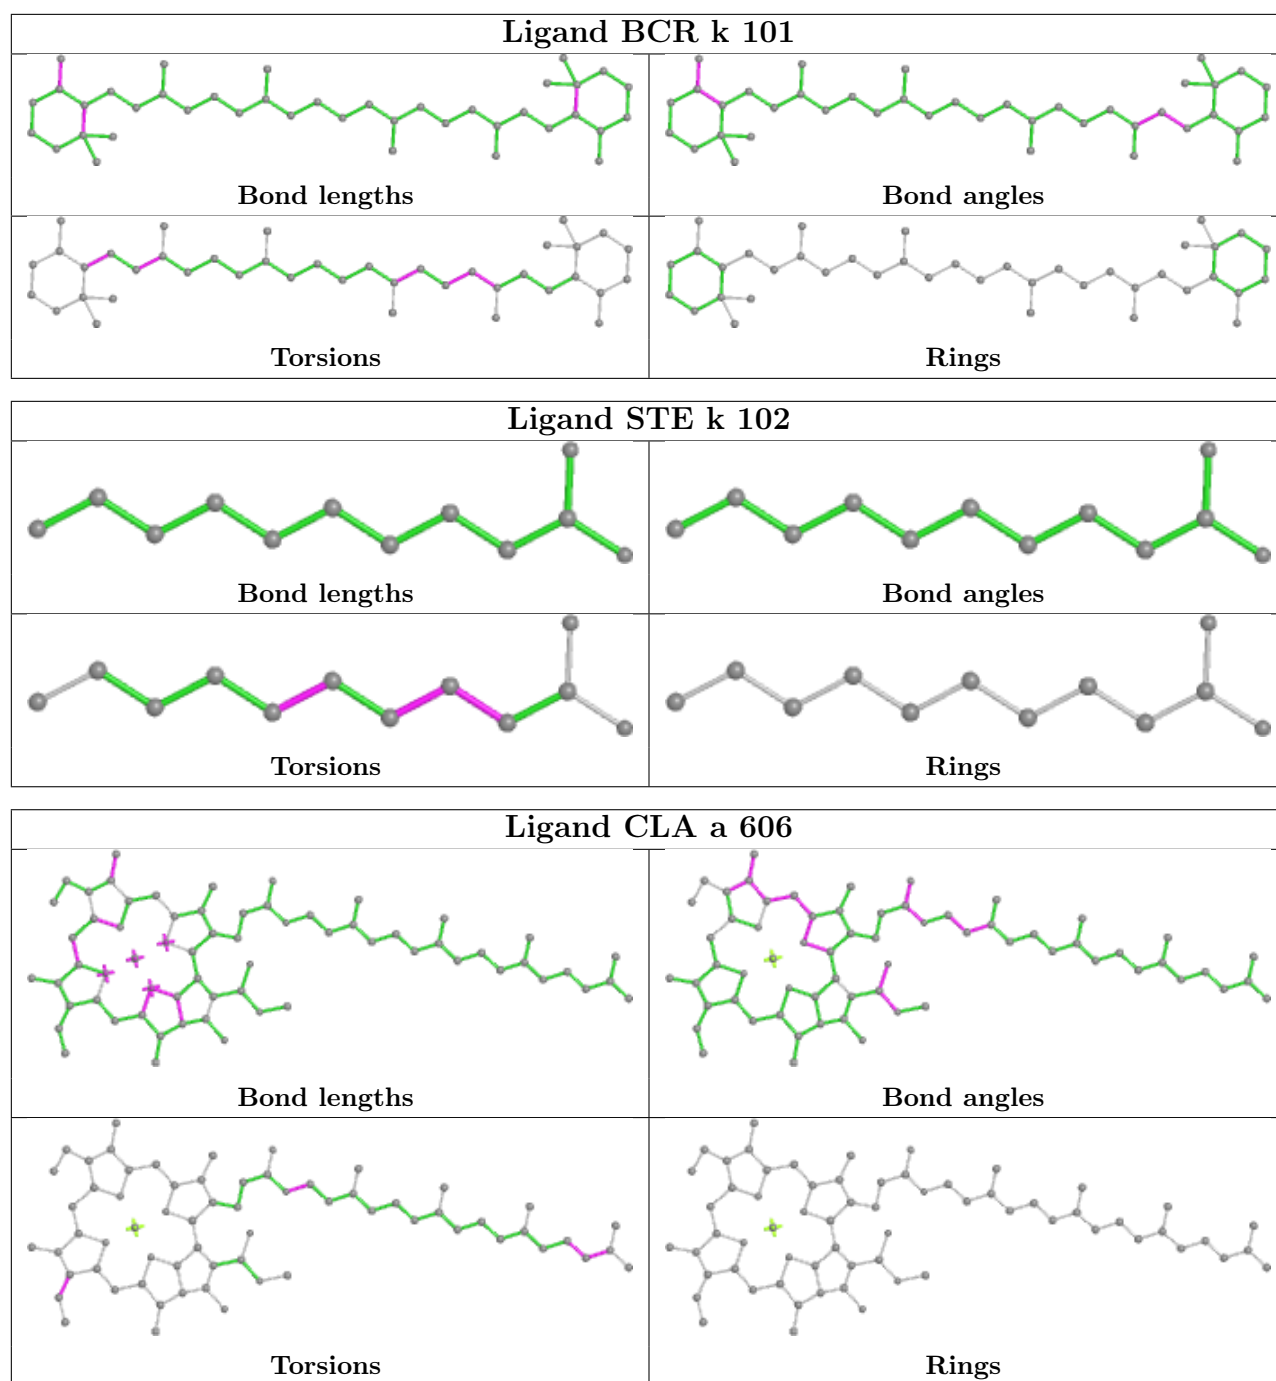 Ligand BCR k 101
Bond lengths
Bond angles
Torsions
Rings
Ligand STE k 102
Bond lengths
Bond angles
Torsions
Rings
Ligand CLA a 606
Bond lengths
Bond angles
Torsions
Rings